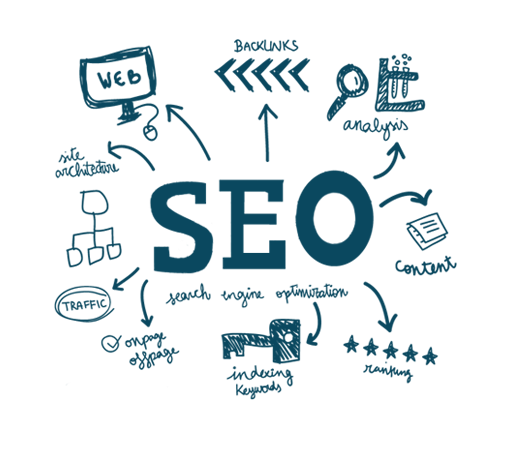 BACKLINKS
WEB
analysis
site
architecture
SEO
content
search engine optimization
TRAFFIC
onpage
offpage
indexing
Keywords
ranking